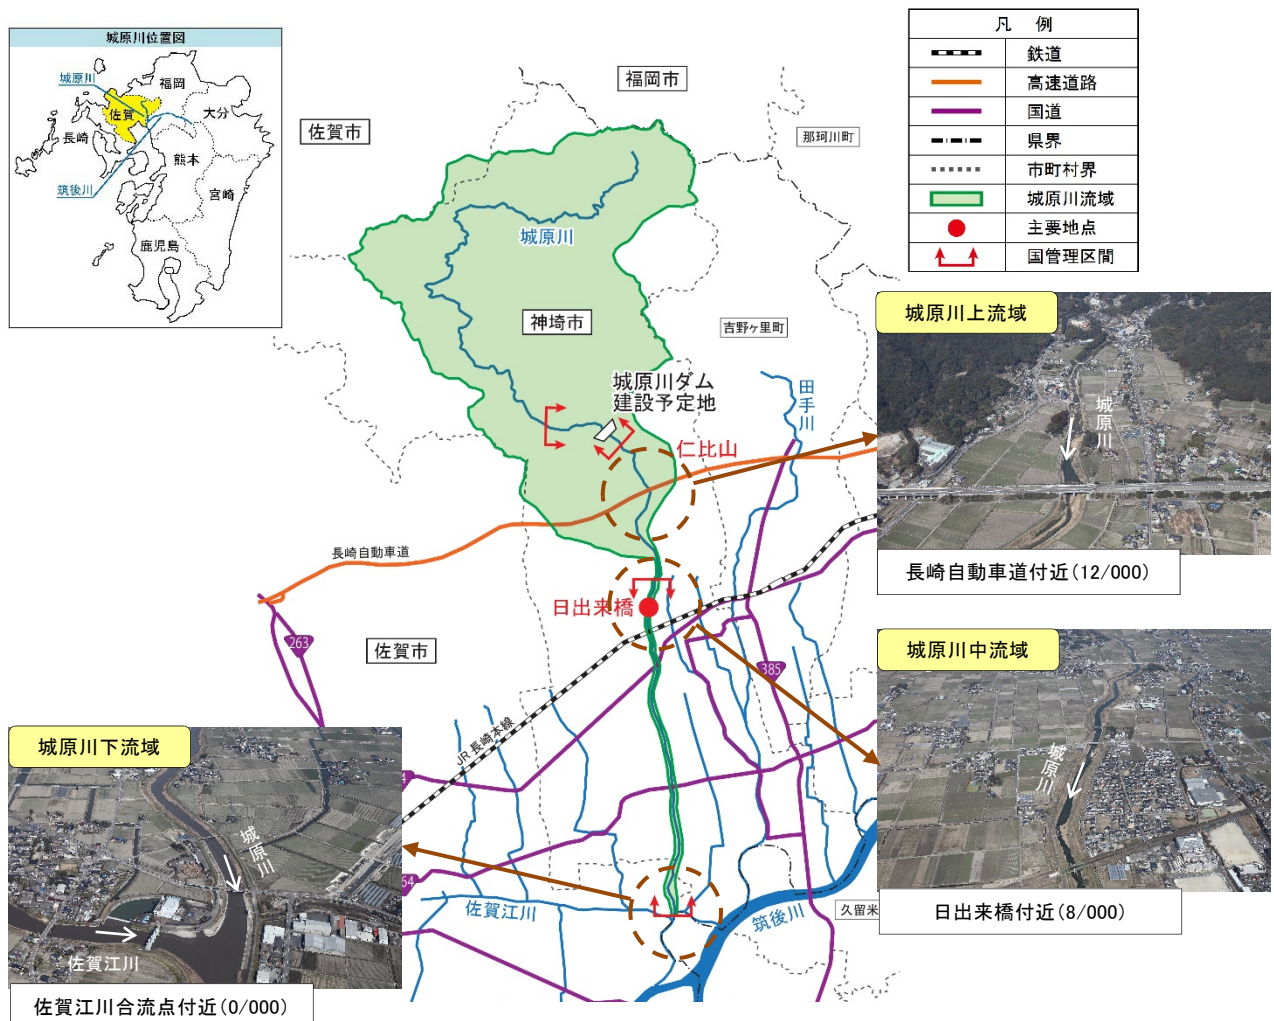 城原川位置図
城原川
福岡
佐賀
大分
長崎
熊本
筑後川
宮崎
鹿児島
凡 例
鉄道
高速道路
国道
県界
市町村界
城原川流域
主要地点
国管理区間
福岡市
佐賀市
那珂川町
城原川
神埼市
吉野ヶ里町
城原川ダム
建設予定地
田手川
仁比山
長崎自動車道
日出来橋
263
佐賀市
385
JR 長崎本線
佐賀江川
筑後川
久留米
城原川上流域
城原川
長崎自動車道付近(12/000)
城原川中流域
城原川
日出来橋付近(8/000)
城原川下流域
城原川
佐賀江川
佐賀江川合流点付近(0/000)